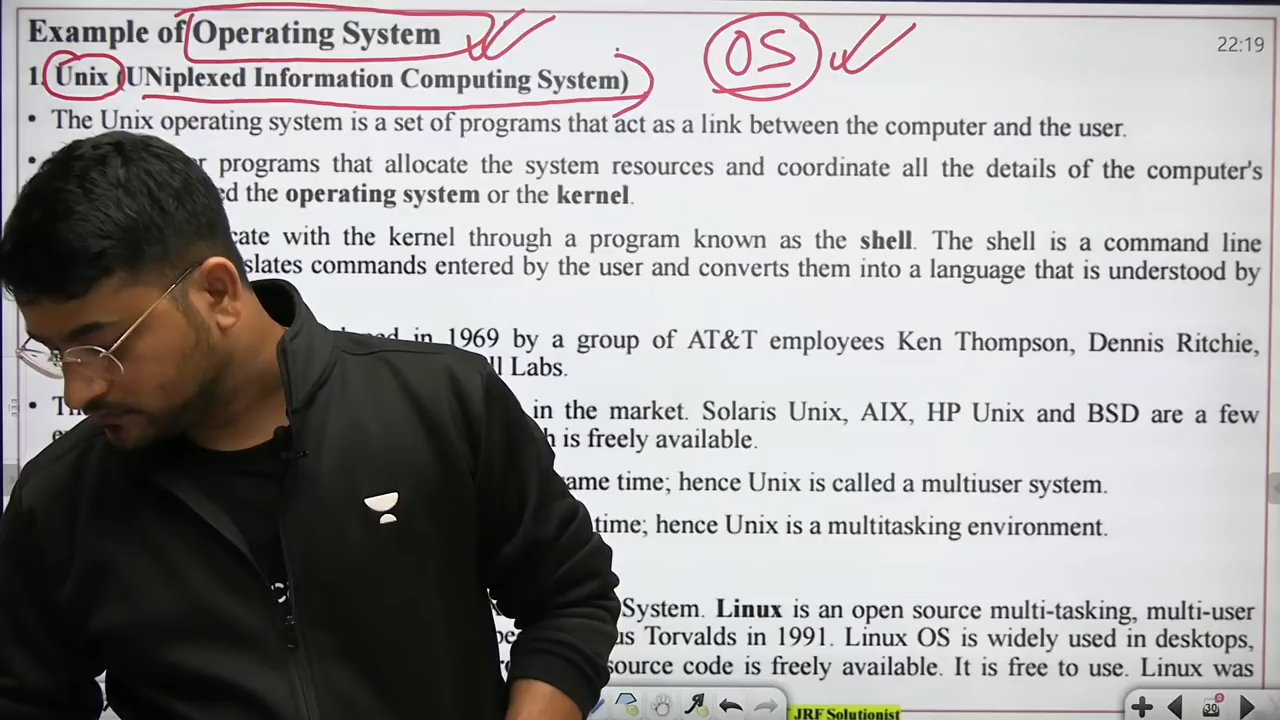 Example of Operating System
OS
22:19
1. Unix (UNiplexed Information Computing System)
• The Unix operating system is a set of programs that act as a link between the computer and the user.
• programs that allocate the system resources and coordinate all the details of the computer's
the operating system or the kernel.
with the kernel through a program known as the shell. The shell is a command line
commands entered by the user and converts them into a language that is understood by
in 1969 by a group of AT&T employees Ken Thompson, Dennis Ritchie,
Labs.
• in the market. Solaris Unix, AIX, HP Unix and BSD are a few
is freely available.
time; hence Unix is called a multiuser system.
time; hence Unix is a multitasking environment.
System. Linux is an open source multi-tasking, multi-user
Torvalds in 1991. Linux OS is widely used in desktops,
source code is freely available. It is free to use. Linux was
30
JRF Solutionist